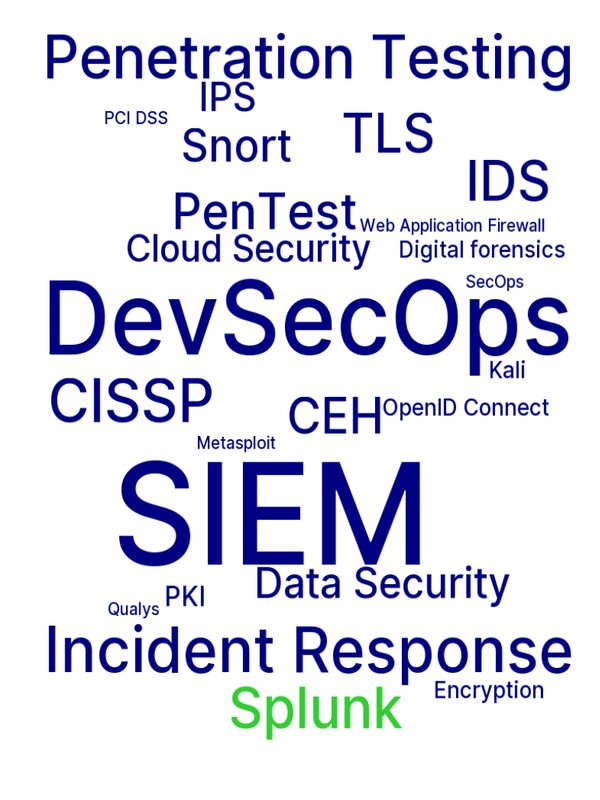 Penetration Testing
IPS
PCI DSS
TLS
Snort
IDS
PenTest
Web Application Firewall
Cloud Security
Digital forensics
SecOps
DevSecOps
Kali
CISSP
CEH
OpenID Connect
Metasploit
SIEM
Data Security
PKI
Qualys
Incident Response
Encryption
Splunk